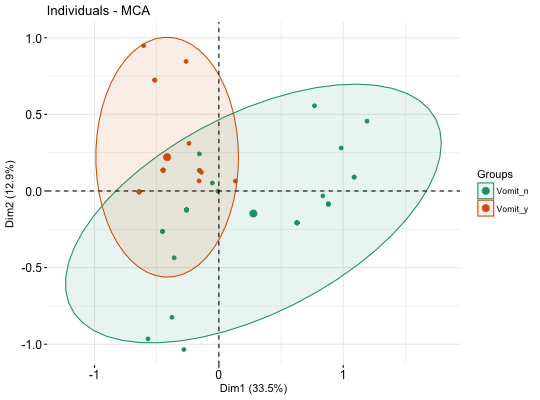 Individuals - MCA
1.0
0.5
0.0
-0.5
-1.0
Dim2 (12.9%)
-1
0
1
Dim1 (33.5%)
Groups
Vomit_n
Vomit_y